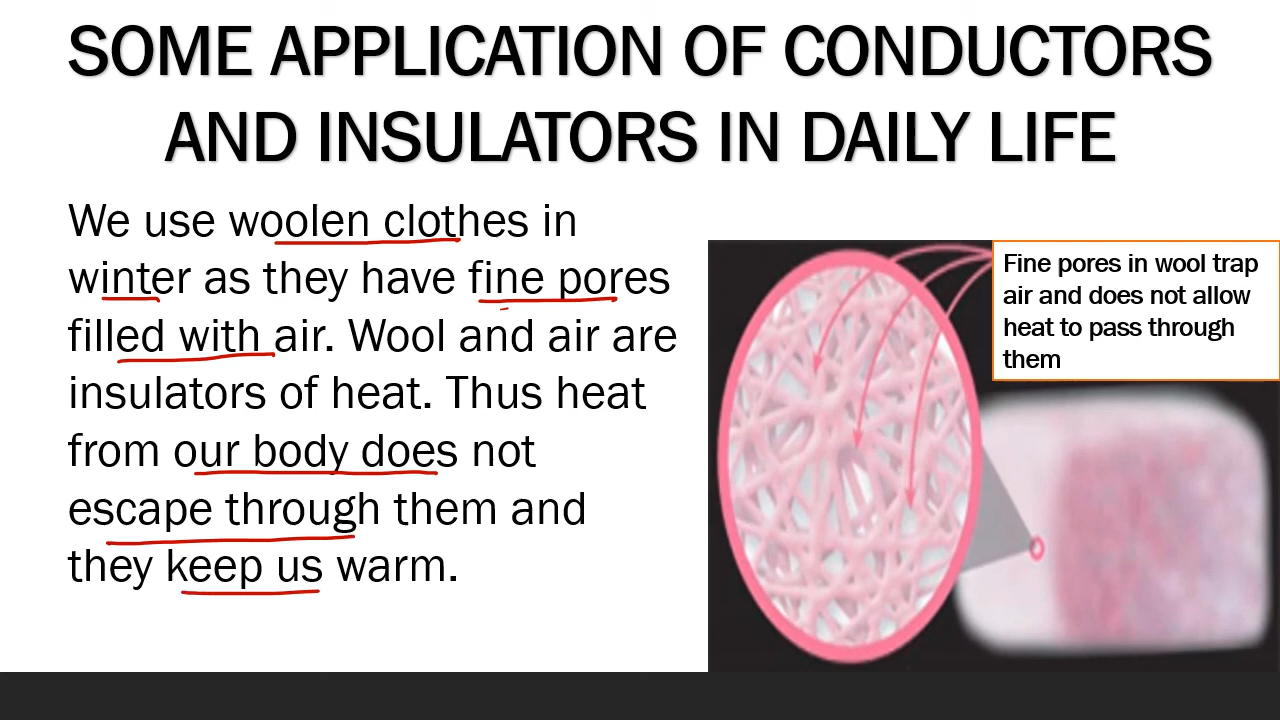 SOME APPLICATION OF CONDUCTORS
AND INSULATORS IN DAILY LIFE
We use woolen clothes in
winter as they have fine pores
filled with air. Wool and air are
insulators of heat. Thus heat
from our body does not
escape through them and
they keep us warm.
Fine pores in wool trap
air and does not allow
heat to pass through
them